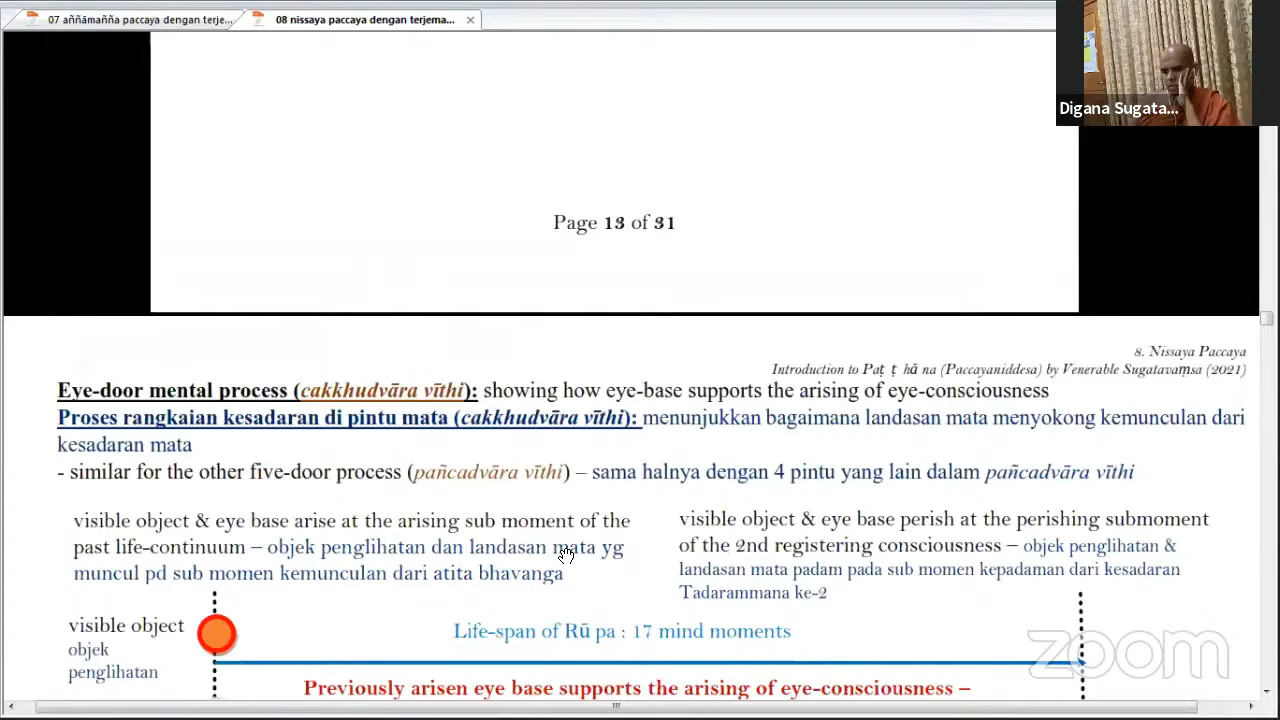 07 aññāmañña paccaya dengan terje...
08 nissaya paccaya dengan terjema...
Digana Sugata...
Page 13 of 31
8. Nissaya Paccaya
Introduction to Paṭ ṭ hā na (Paccayaniddesa) by Venerable Sugatavaṃsa (2021)
Eye-door mental process (cakkhudvāra vīthi): showing how eye-base supports the arising of eye-consciousness
Proses rangkaian kesadaran di pintu mata (cakkhudvāra vīthi): menunjukkan bagaimana landasan mata menyokong kemunculan dari
kesadaran mata
- similar for the other five-door process (pañcadvāra vīthi) – sama halnya dengan 4 pintu yang lain dalam pañcadvāra vīthi
visible object & eye base arise at the arising sub moment of the
past life-continuum – objek penglihatan dan landasan mata yg
muncul pd sub momen kemunculan dari atita bhavanga
visible object & eye base perish at the perishing submoment
of the 2nd registering consciousness – objek penglihatan &
landasan mata padam pada sub momen kepadaman dari kesadaran
Tadarammana ke-2
visible object
objek
penglihatan
Life-span of Rū pa : 17 mind moments
zoom
Previously arisen eye base supports the arising of eye-consciousness –